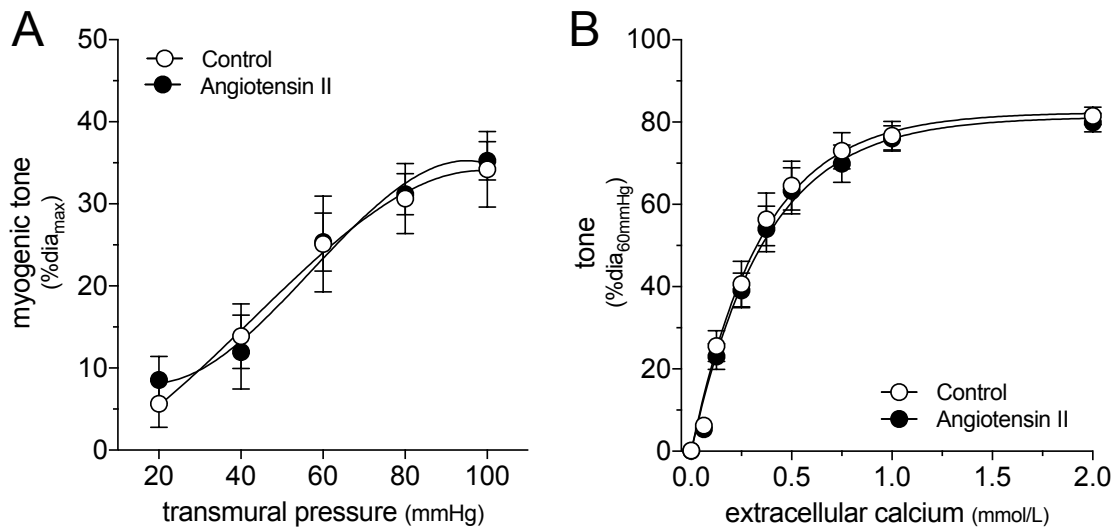 A
50
40
30
20
10
0
myogenic tone
(%dia_max)
Control
Angiotensin II
20 40 60 80 100
transmural pressure (mmHg)
B
100
80
60
40
20
0
tone
(%dia_60mmHg)
Control
Angiotensin II
0.0 0.5 1.0 1.5 2.0
extracellular calcium (mmol/L)